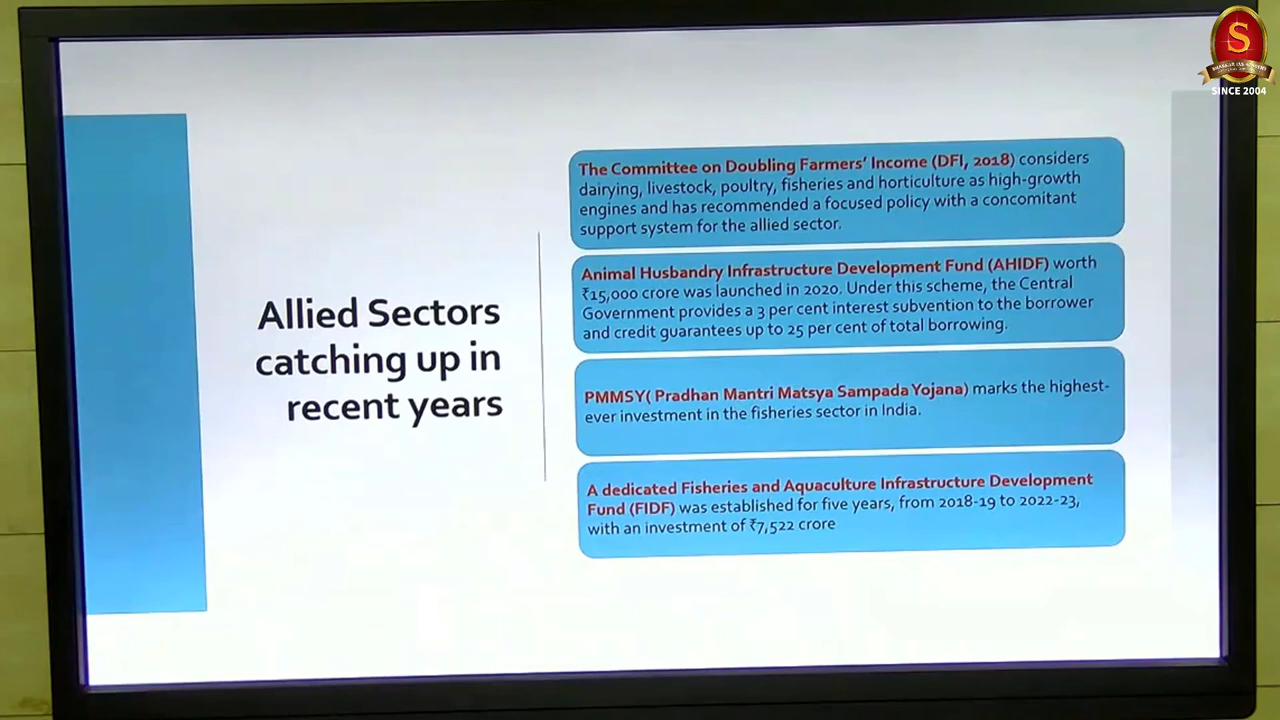 SINCE 2004
Allied Sectors
catching up in
recent years
The Committee on Doubling Farmers' Income (DFI, 2018) considers
dairying, livestock, poultry, fisheries and horticulture as high-growth
engines and has recommended a focused policy with a concomitant
support system for the allied sector.
Animal Husbandry Infrastructure Development Fund (AHIDF) worth
₹15,000 crore was launched in 2020. Under this scheme, the Central
Government provides a 3 per cent interest subvention to the borrower
and credit guarantees up to 25 per cent of total borrowing.
PMMSY( Pradhan Mantri Matsya Sampada Yojana) marks the highest-
ever investment in the fisheries sector in India.
A dedicated Fisheries and Aquaculture Infrastructure Development
Fund (FIDF) was established for five years, from 2018-19 to 2022-23,
with an investment of ₹7,522 crore